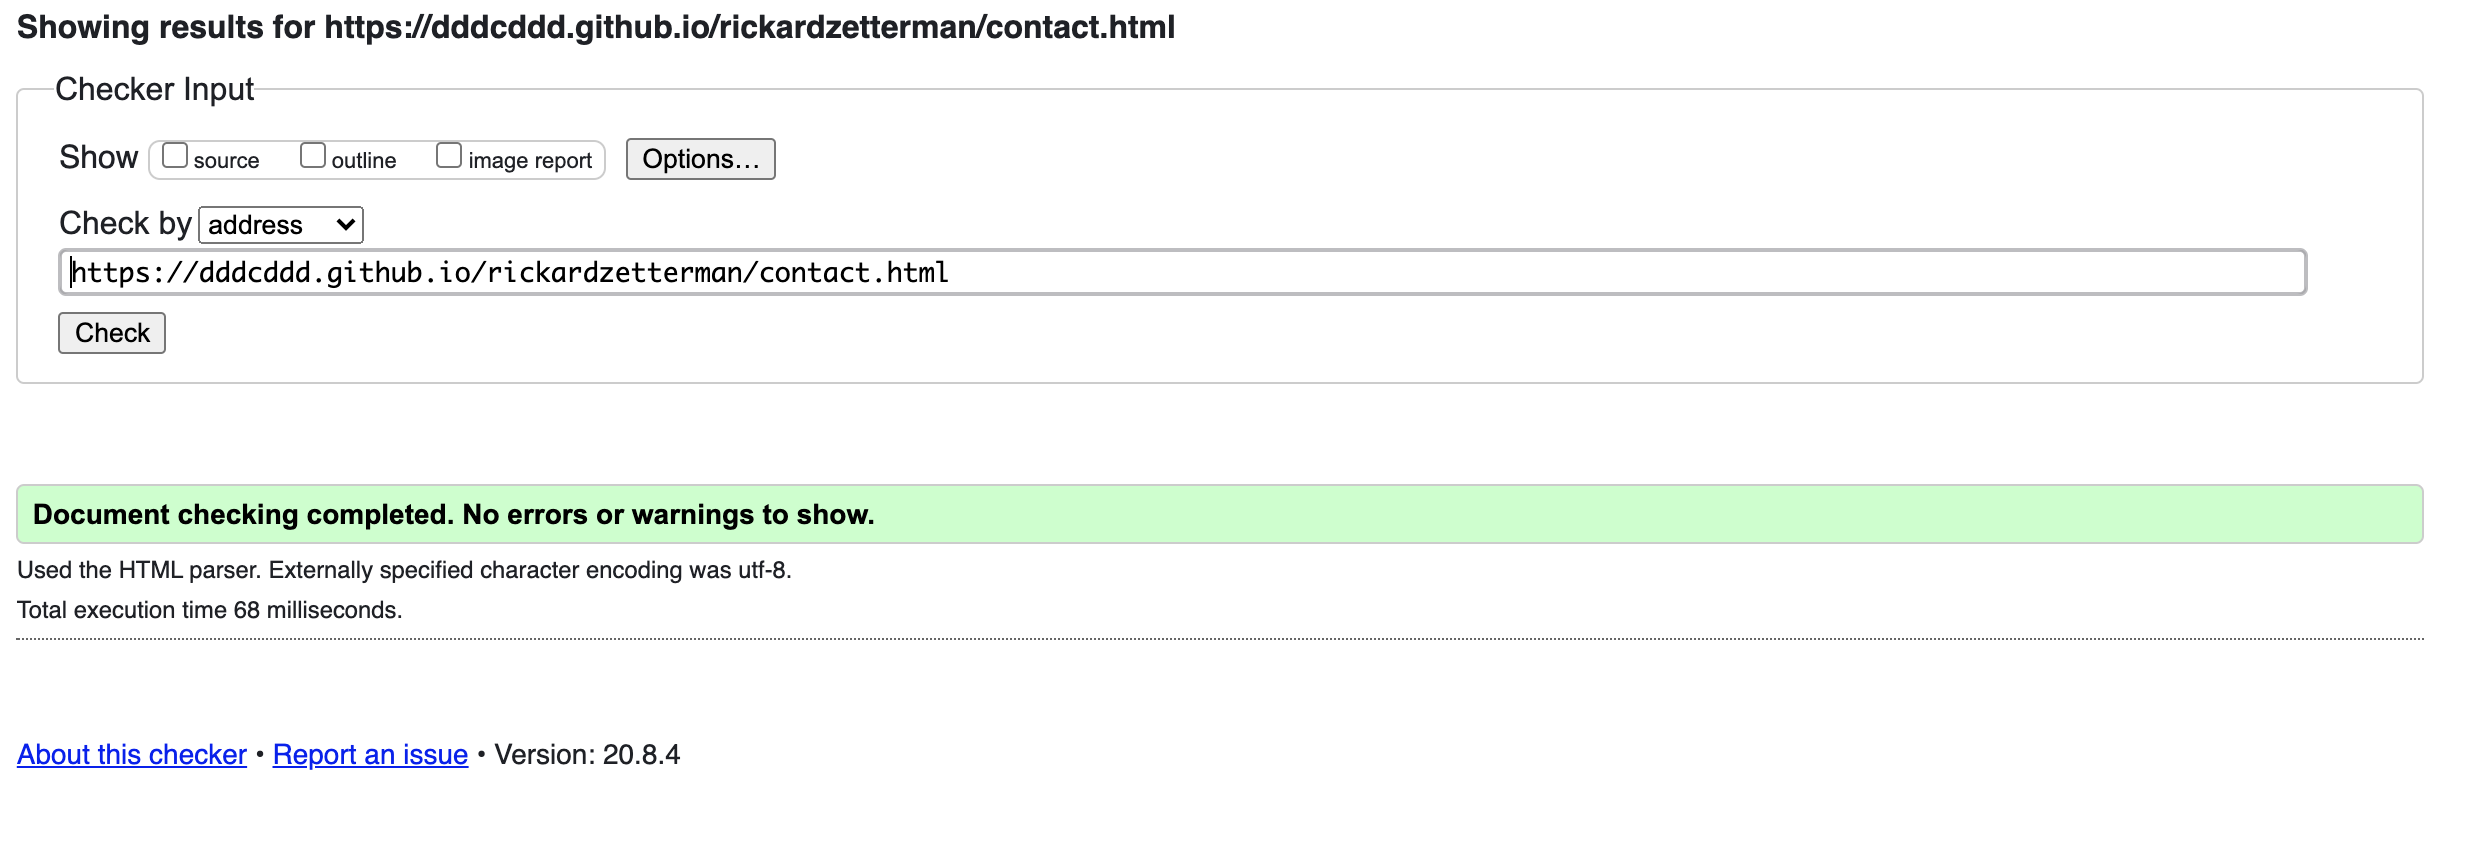 Showing results for https://dddcddd.github.io/rickardzetterman/contact.html
Checker Input
Show source outline image report Options…
Check by address
https://dddcddd.github.io/rickardzetterman/contact.html
Check
Document checking completed. No errors or warnings to show.
Used the HTML parser. Externally specified character encoding was utf-8.
Total execution time 68 milliseconds.
About this checker • Report an issue • Version: 20.8.4